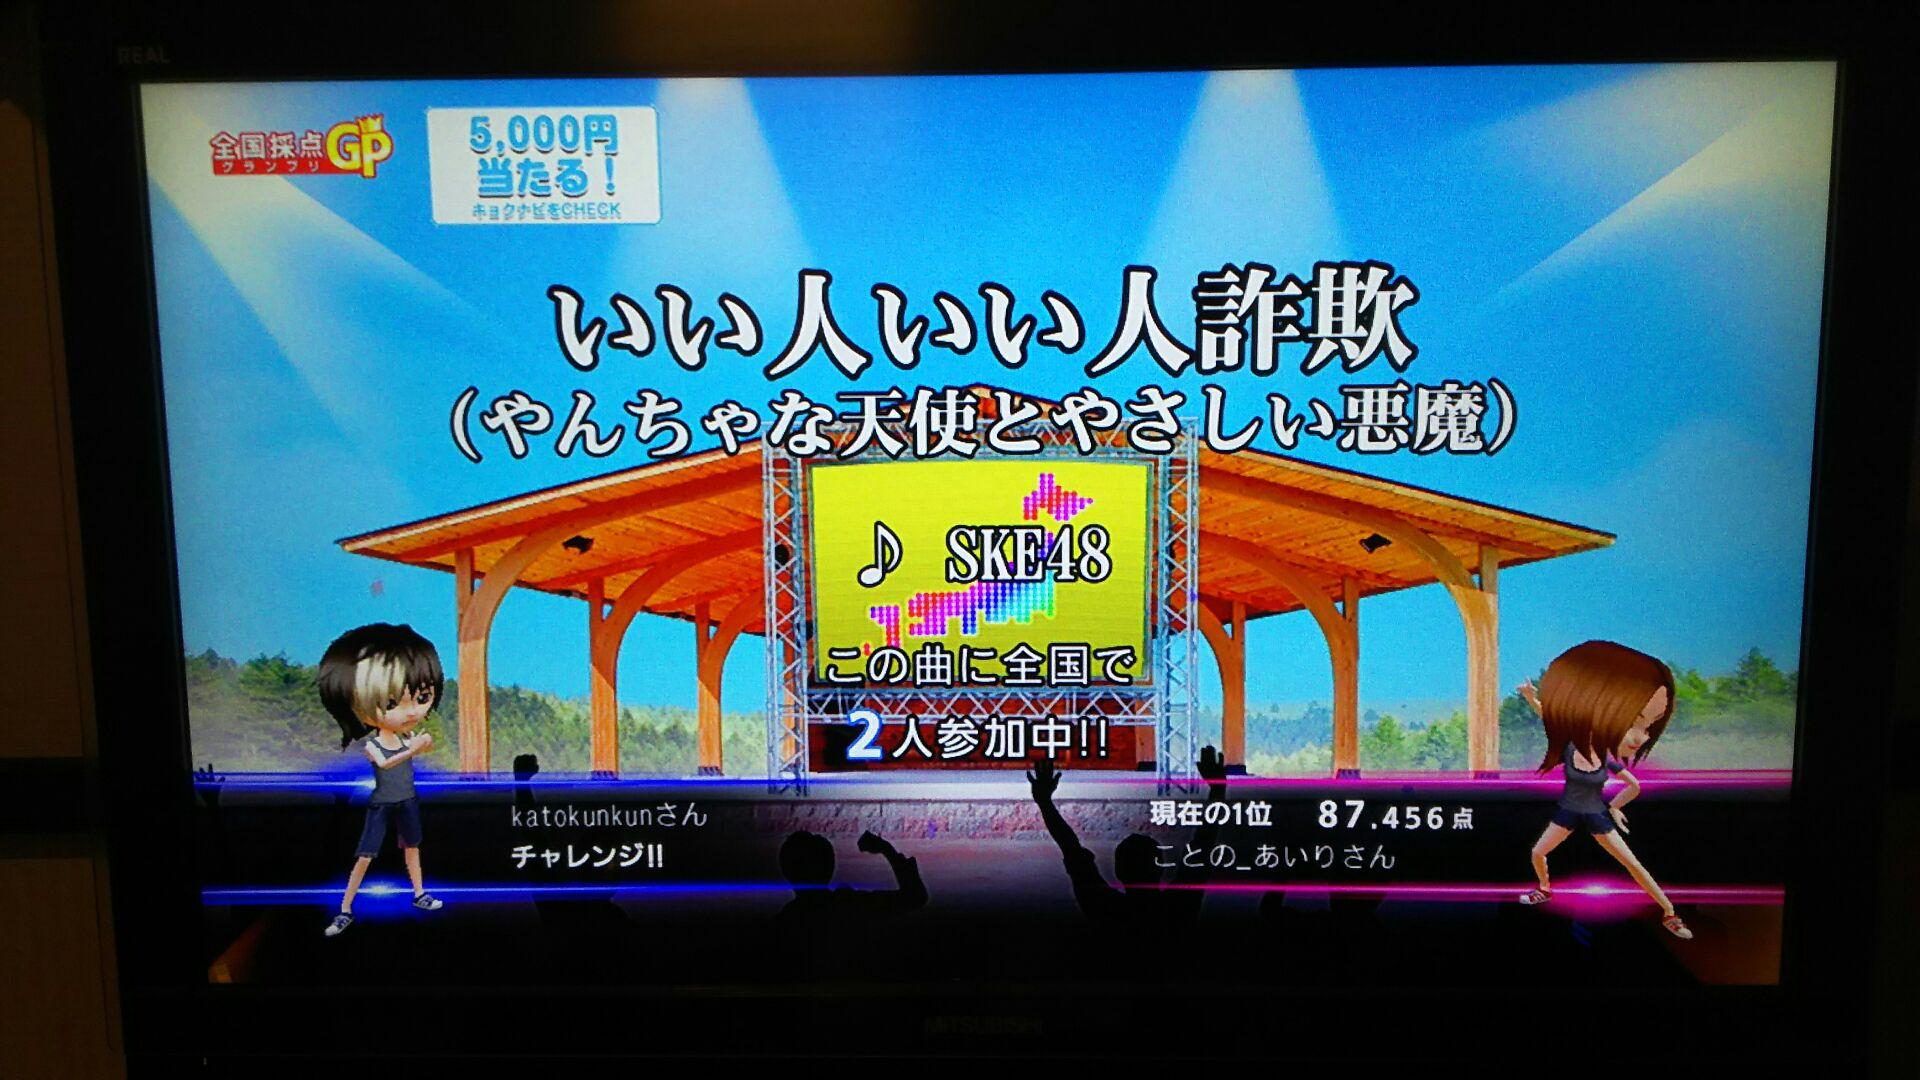 REAL
全国採点GP
グランプリ
5,000円
当たる!
キョクナビをCHECK
いい人いい人詐欺
(やんちゃな天使とやさしい悪魔)
♪ SKE48
この曲に全国で
2人参加中!!
katokunkunさん
チャレンジ!!
現在の1位 87.456点
ことの_あいりさん
MITSUBISHI